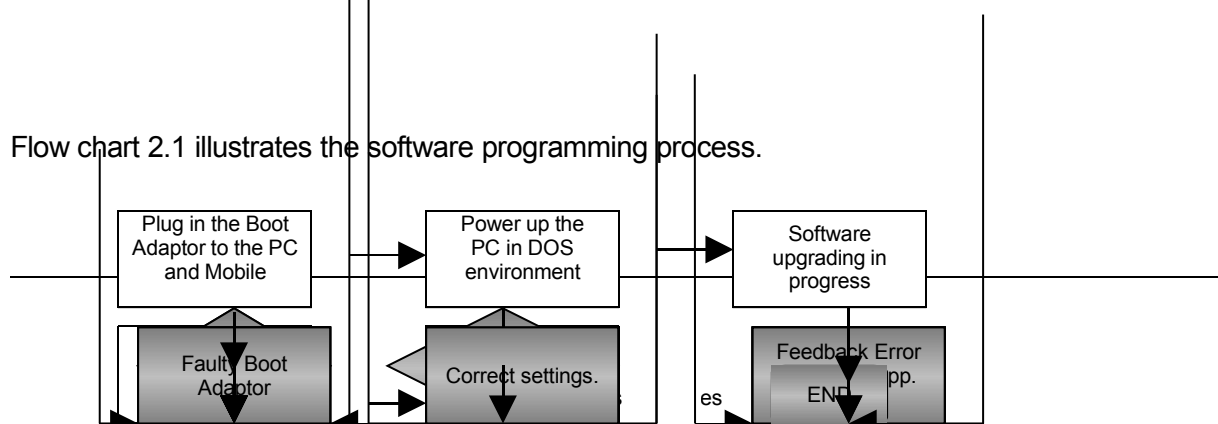 Flow chart 2.1 illustrates the software programming process.
Plug in the Boot
Adaptor to the PC
and Mobile
Power up the
PC in DOS
environment
Software
upgrading in
progress
Faulty Boot
Adaptor
Correct settings.
s
es
Feedback Error
pp.
END